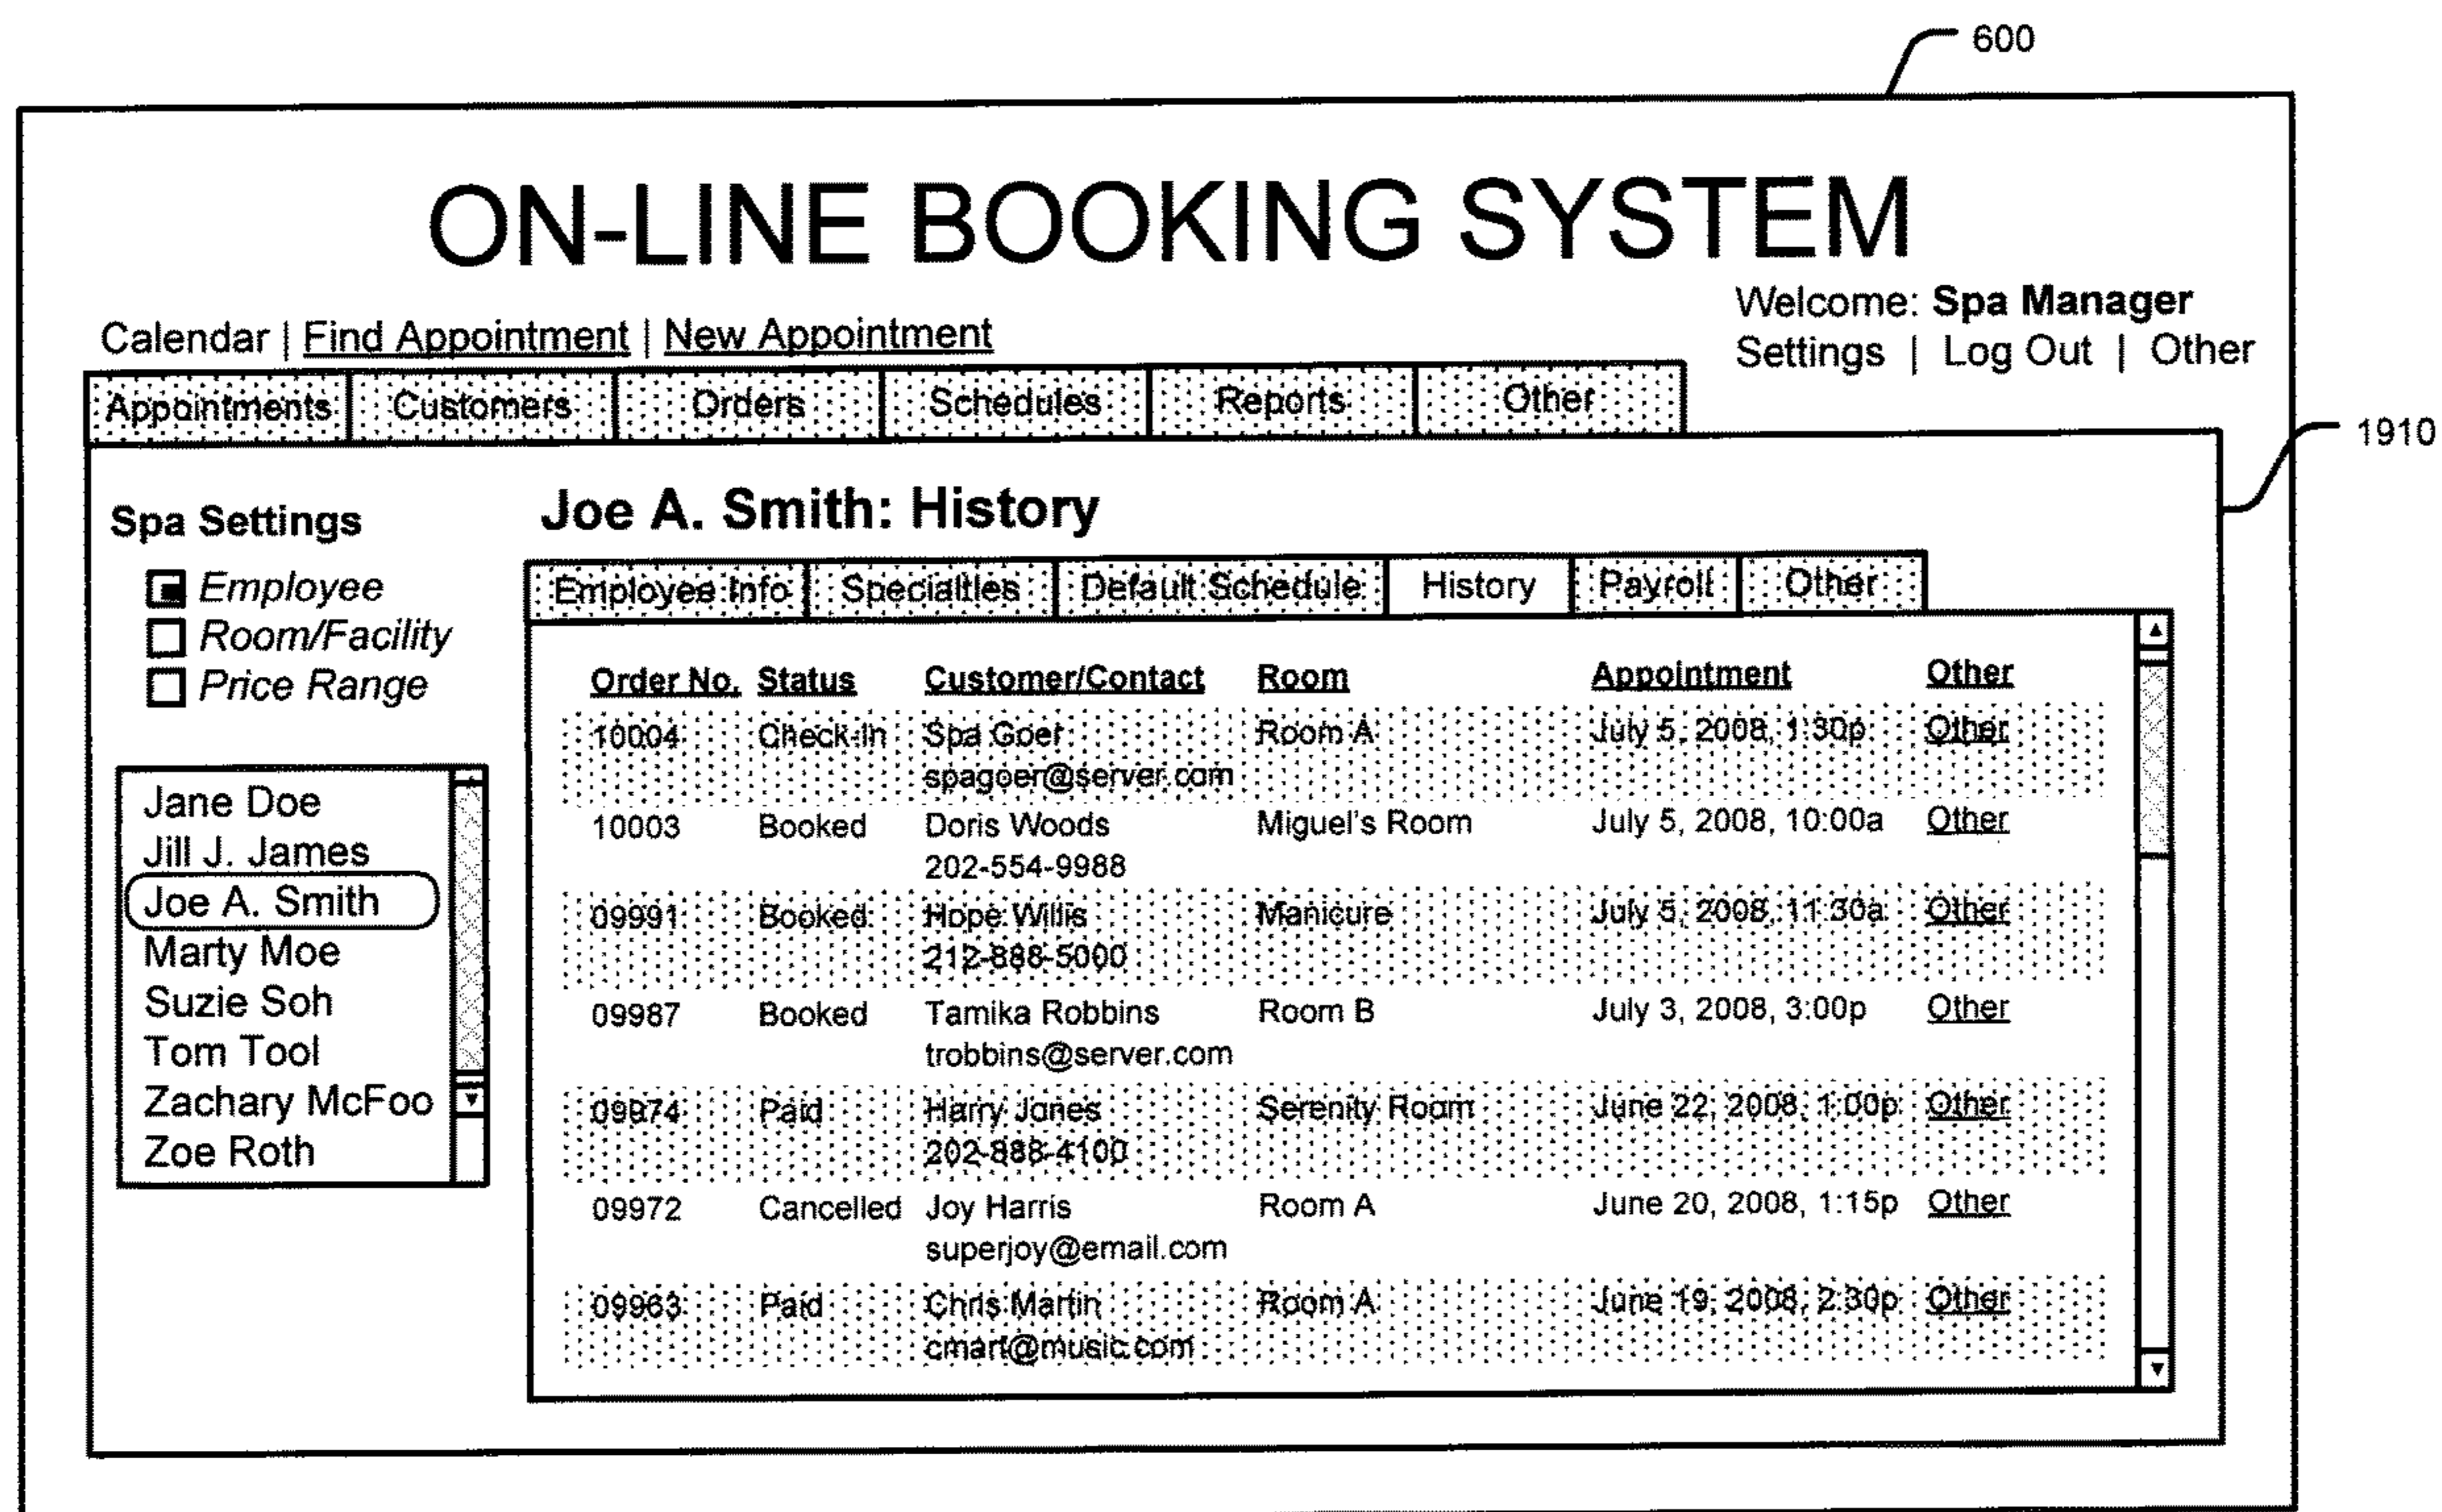 600
ON-LINE BOOKING SYSTEM
Welcome: Spa Manager
Calendar | Find Appointment | New Appointment
Settings | Log Out | Other
Appointments Customers Orders Schedules Reports Other
1910
Spa Settings
Joe A. Smith: History
Employee
Room/Facility
Price Range
Employee Info Specialties Default Schedule History Payroll Other
Jane Doe
Jill J. James
Joe A. Smith
Marty Moe
Suzie Soh
Tom Tool
Zachary McFoo
Zoe Roth
Order No. Status Customer/Contact Room Appointment Other
10004 Check-In Spa Goer Room A July 5, 2008, 1:30p Other
spagoer@server.com
10003 Booked Doris Woods Miguel's Room July 5, 2008, 10:00a Other
202-554-9988
09991 Booked Hope Willis Manicure July 5, 2008, 11:30a Other
212-888-5000
09987 Booked Tamika Robbins Room B July 3, 2008, 3:00p Other
trobbins@server.com
09974 Paid Harry Jones Serenity Room June 22, 2008, 1:00p Other
202-888-4100
09972 Cancelled Joy Harris Room A June 20, 2008, 1:15p Other
superjoy@email.com
09963 Paid Chris Martin Room A June 19, 2008, 2:30p Other
cmart@music.com